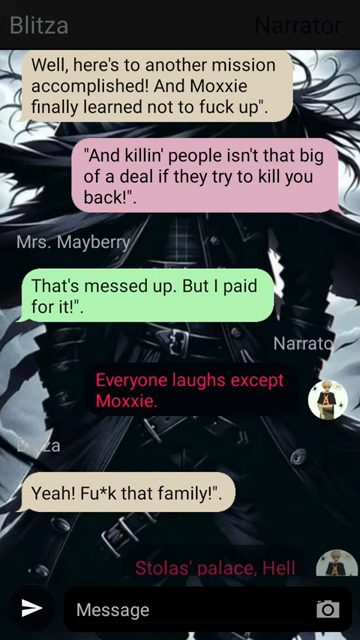 Blitza Narrator
Well, here's to another mission
accomplished! And Moxxie
finally learned not to fuck up".
"And killin' people isn't that big
of a deal if they try to kill you
back!".
Mrs. Mayberry
That's messed up. But I paid
for it!".
Narrato
Everyone laughs except
Moxxie.
Yeah! Fu*k that family!".
Stolas' palace, Hell
Message